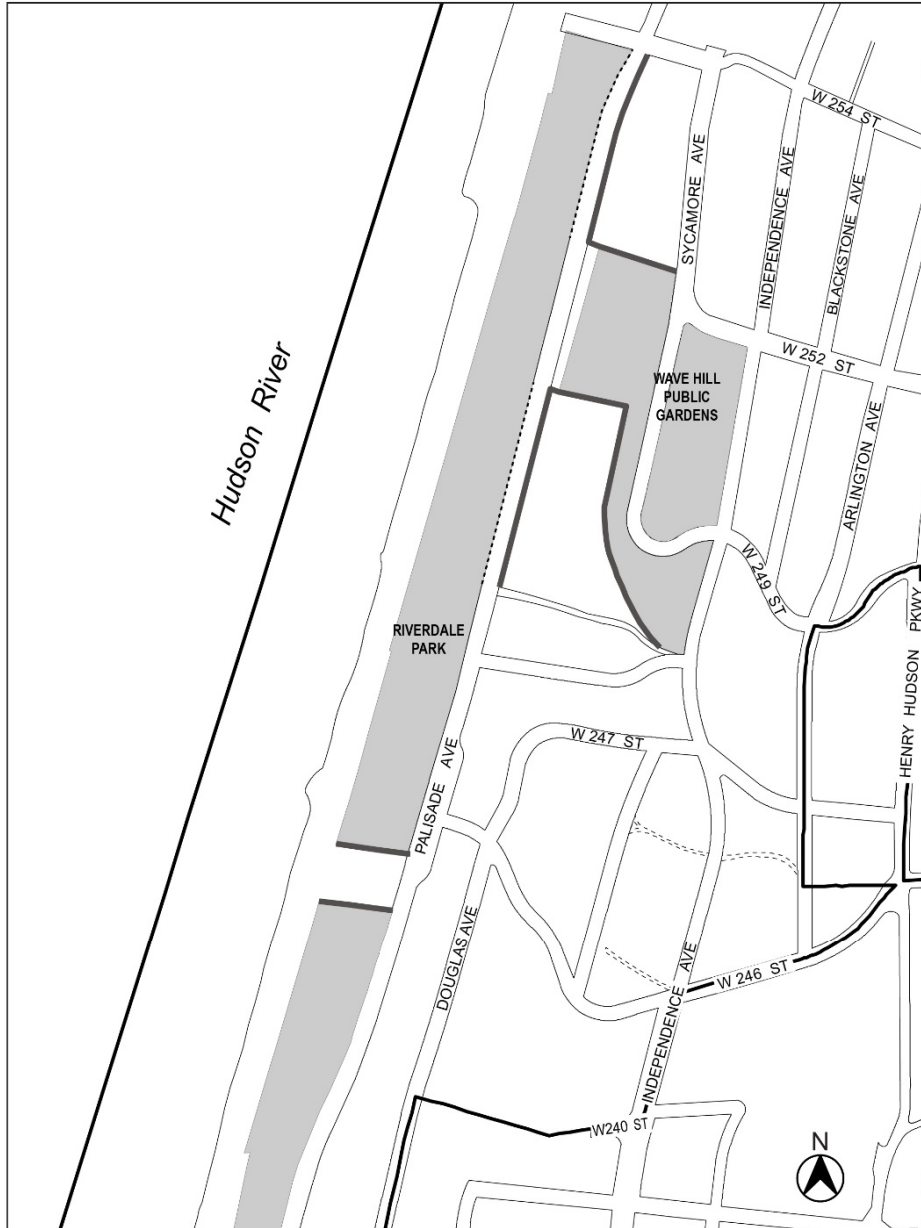 W 254 ST
SYCAMORE AVE
INDEPENDENCE AVE
BLACKSTONE AVE
Hudson River
W 252 ST
WAVE HILL
PUBLIC
GARDENS
ARLINGTON AVE
W 249 ST
RIVERDALE
PARK
HENRY HUDSON PKWY
W 247 ST
PALISADE AVE
DOUGLAS AVE
W 246 ST
INDEPENDENCE AVE
W240 ST
N